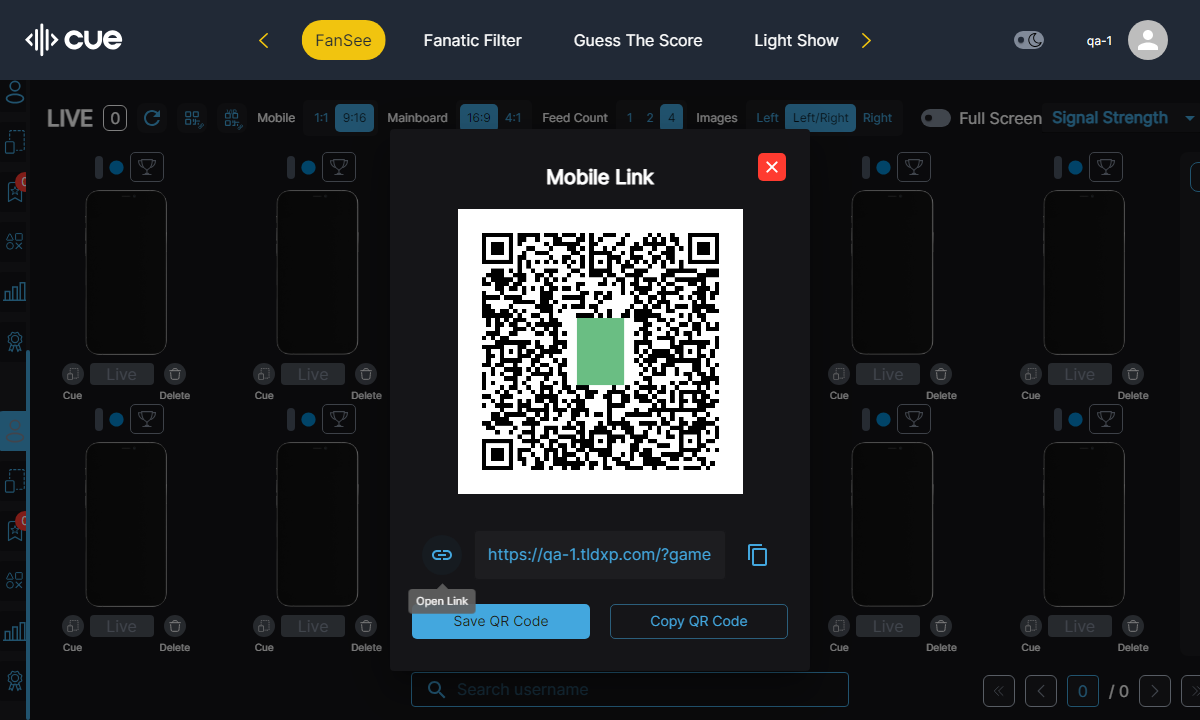 cue
FanSee
Fanatic Filter
Guess The Score
Light Show
qa-1
LIVE 0
Mobile 1:1 9:16
Mainboard 16:9 4:1
Feed Count 1 2 4
Images Left Left/Right Right
Full Screen
Signal Strength
Mobile Link
Live Live Live Live
Cue Delete Cue Delete Cue Delete Cue Delete
https://qa-1.tldxp.com/?game
Open Link
Save QR Code
Copy QR Code
Live Live Live Live
Cue Delete Cue Delete Cue Delete Cue Delete
Search username
0 / 0